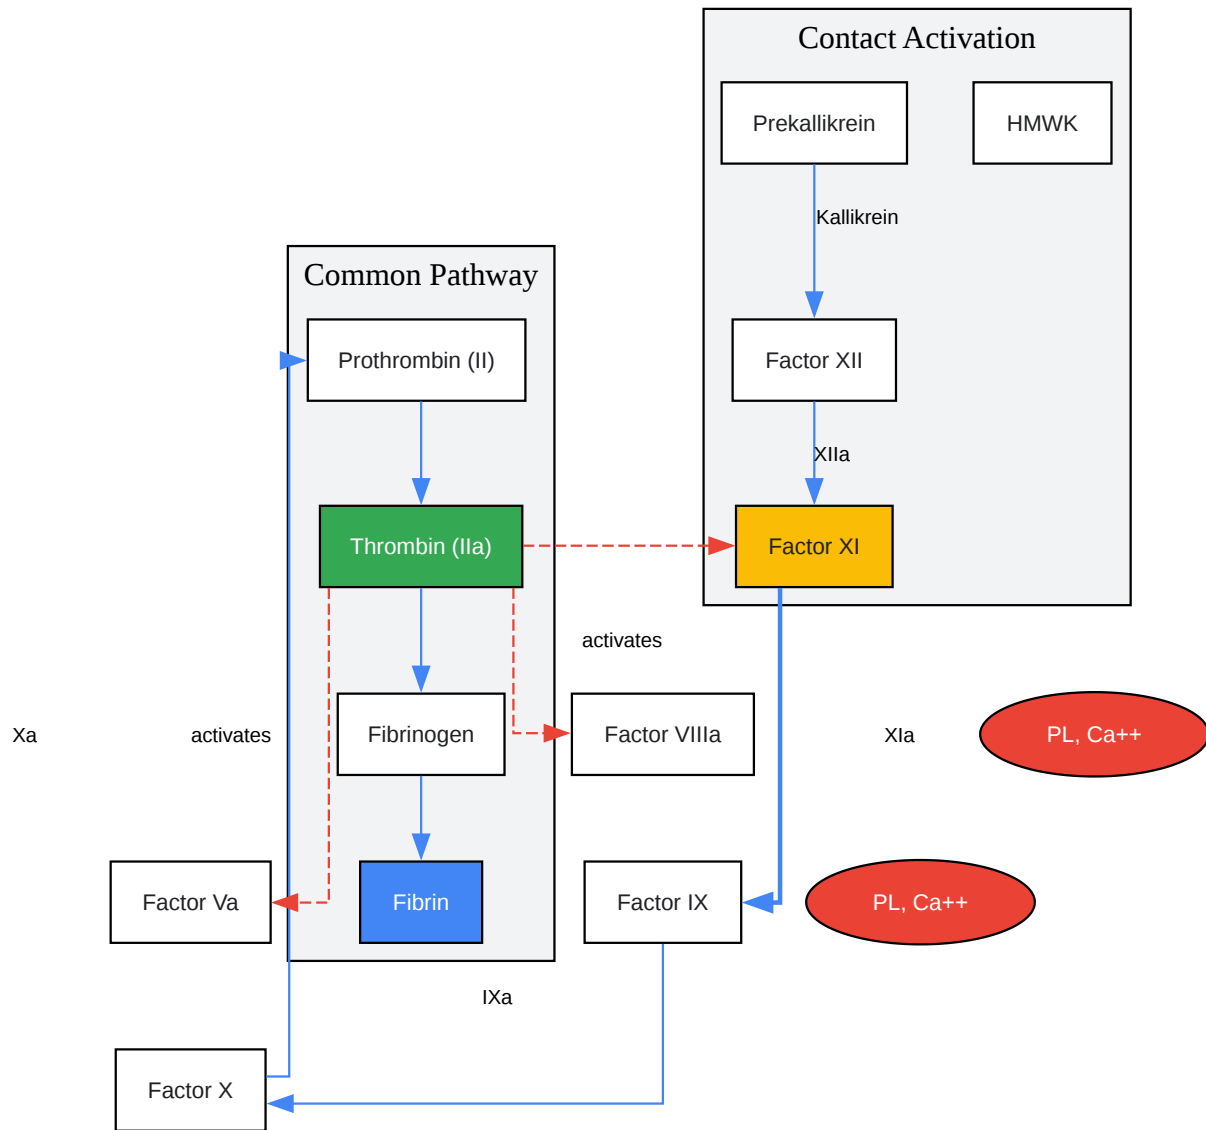 Contact Activation
Prekallikrein
HMWK
Kallikrein
Common Pathway
Prothrombin (II)
Factor XII
XIIa
Thrombin (IIa)
Factor XI
activates
Xa
activates
Fibrinogen
Factor VIIIa
XIa
PL, Ca++
Factor Va
Fibrin
Factor IX
PL, Ca++
IXa
Factor X